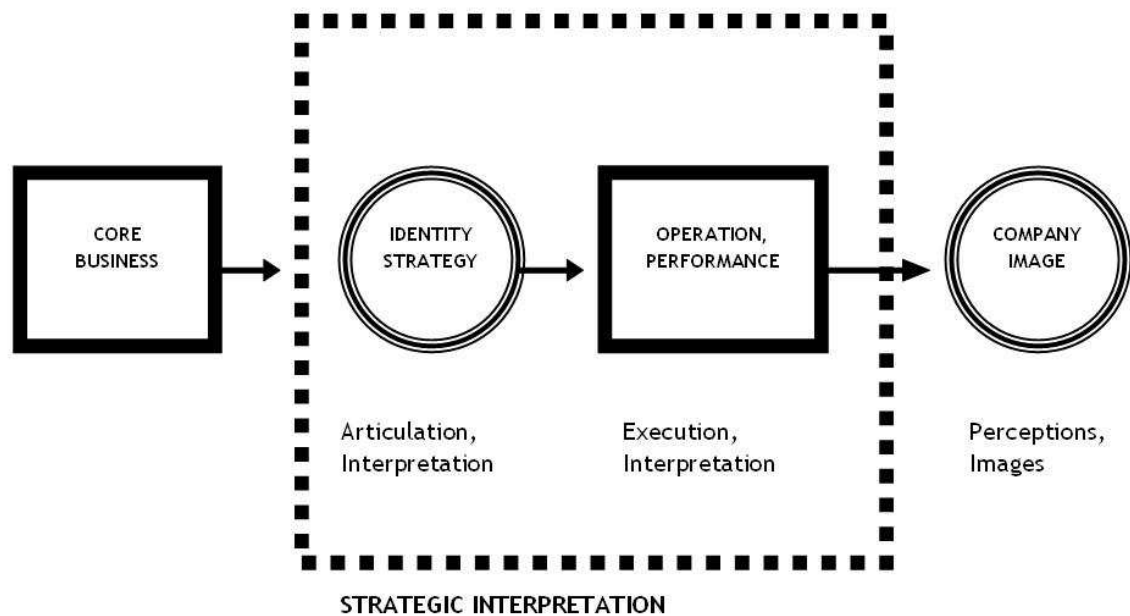 CORE
BUSINESS
IDENTITY
STRATEGY
OPERATION,
PERFORMANCE
COMPANY
IMAGE
Articulation,
Interpretation
Execution,
Interpretation
Perceptions,
Images
STRATEGIC INTERPRETATION